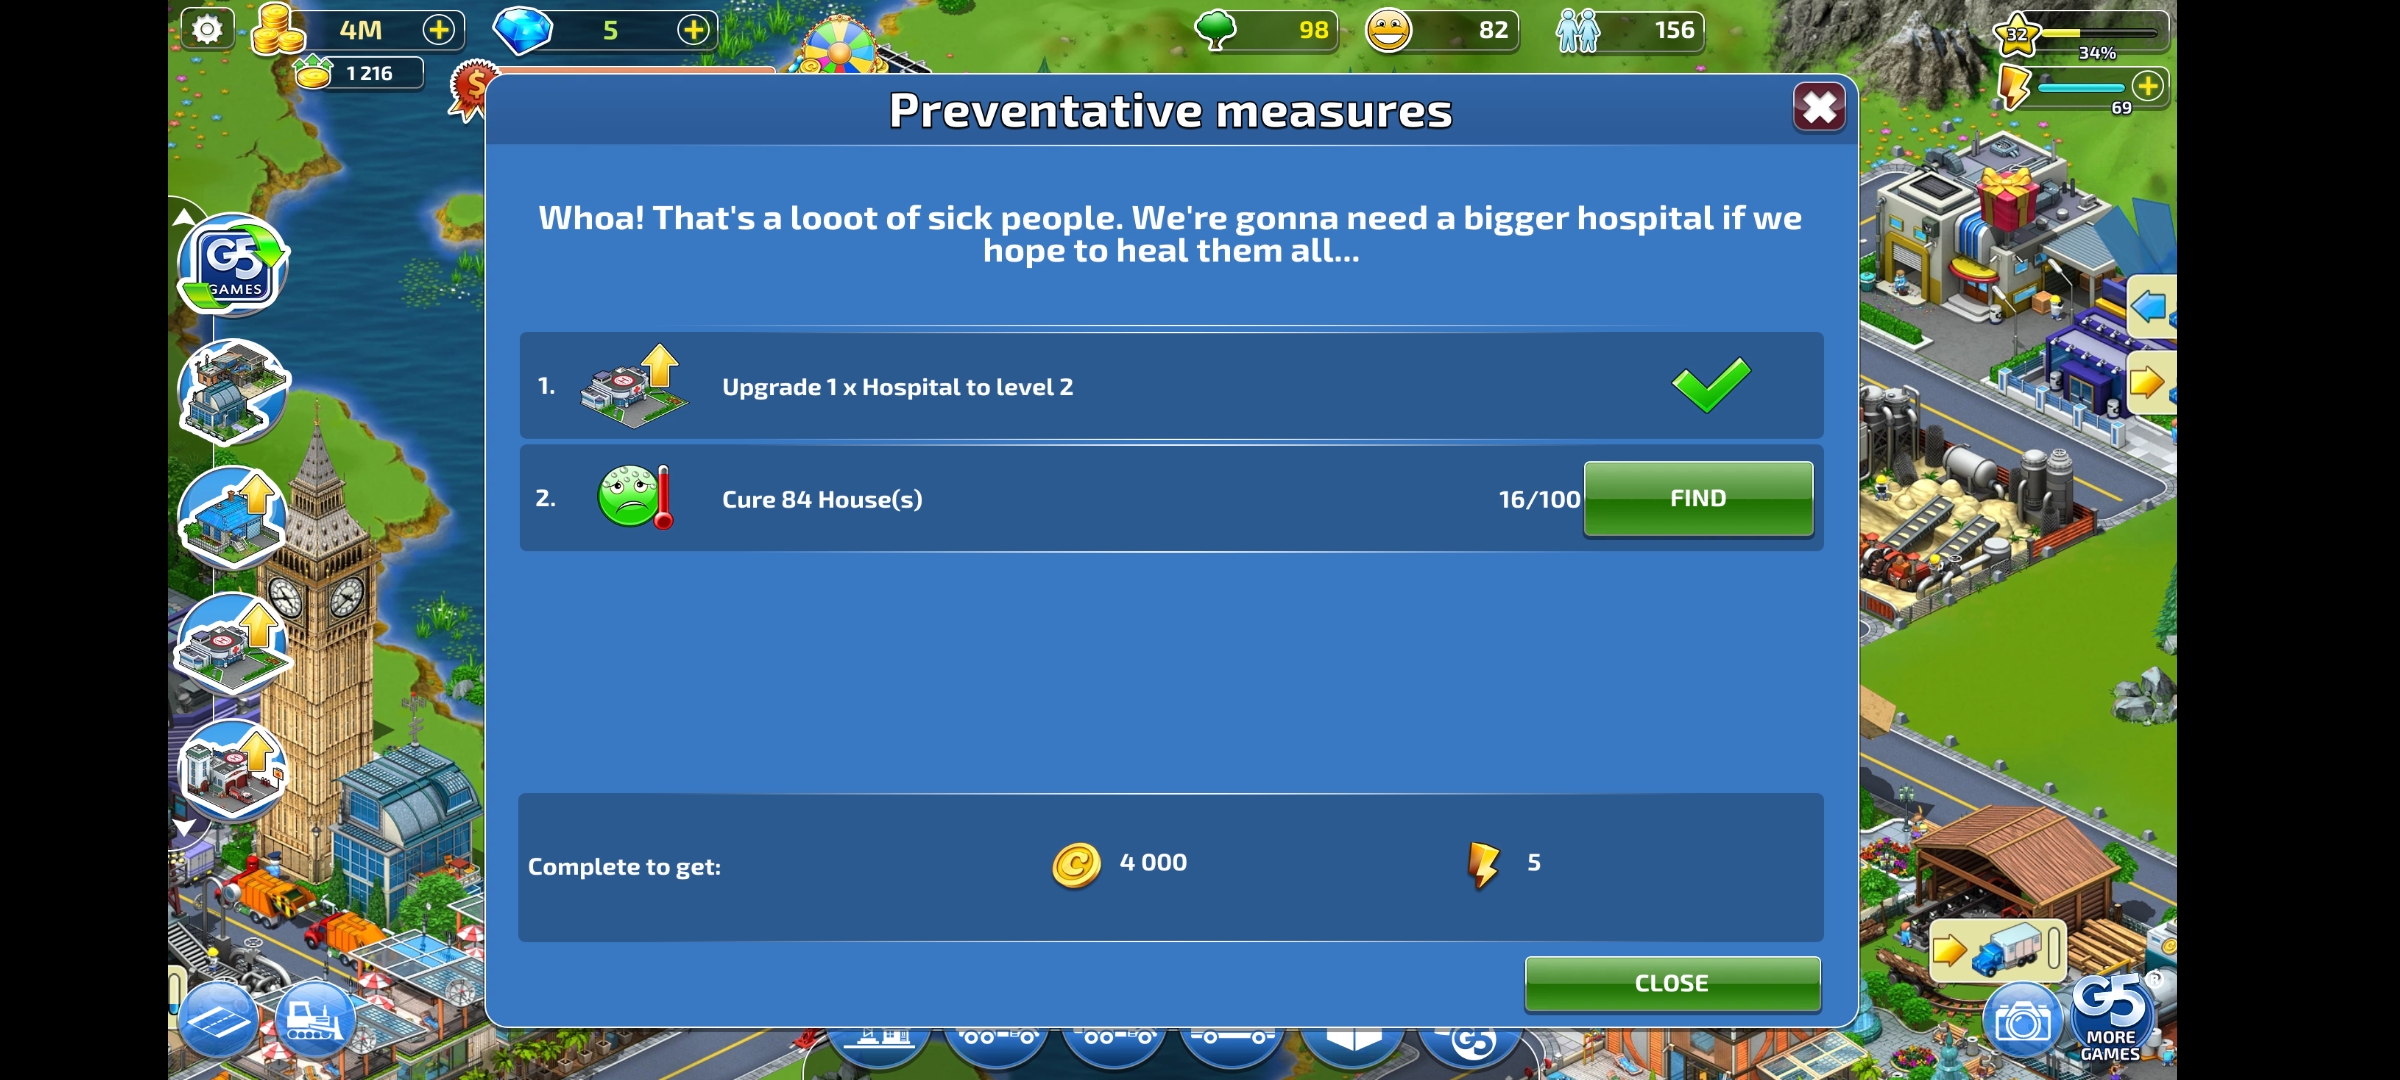 4M
5
98
82
156
32
34%
1 216
$
69
Preventative measures
Whoa! That's a looot of sick people. We're gonna need a bigger hospital if we
hope to heal them all...
G5
GAMES
1.
Upgrade 1 x Hospital to level 2
2.
Cure 84 House(s)
16/100
FIND
Complete to get:
4 000
5
CLOSE
G5
G5®
MORE
GAMES